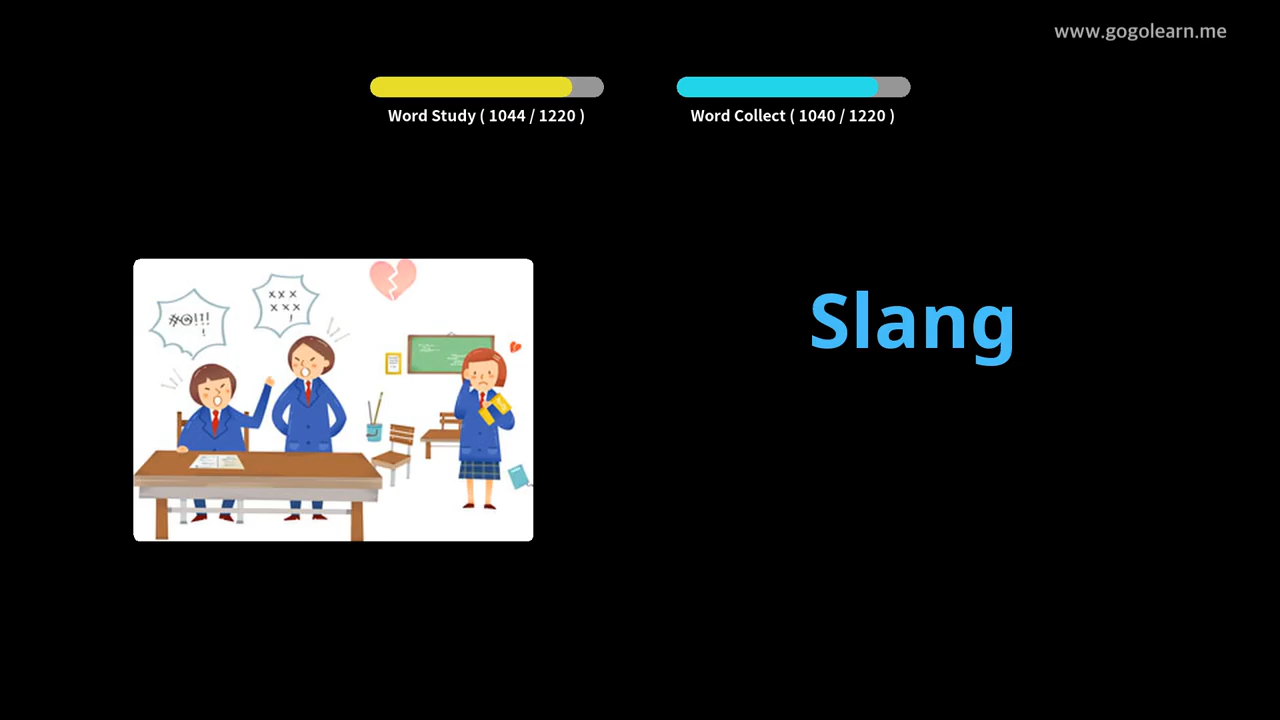 www.gogolearn.me
Word Study ( 1044 / 1220 )
Word Collect ( 1040 / 1220 )
#@!?!
!
x x x
x x x
!
Slang